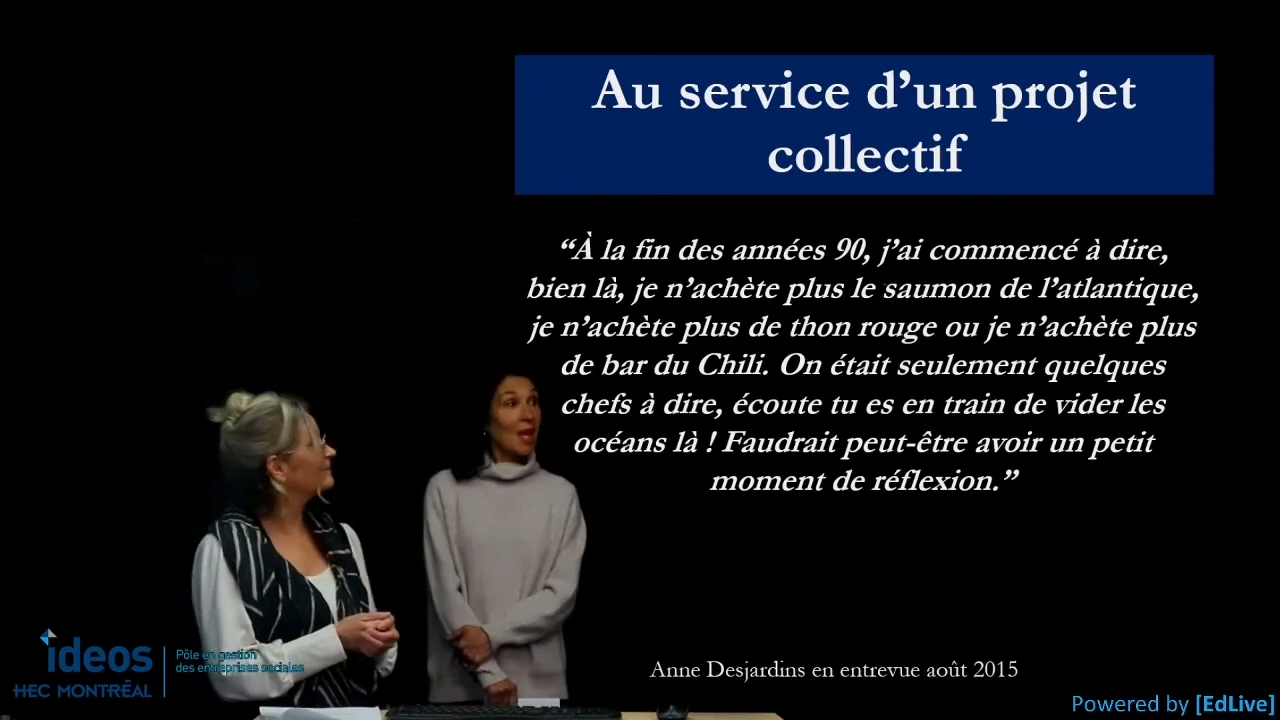 Au service d’un projet
collectif
“À la fin des années 90, j’ai commencé à dire,
bien là, je n’achète plus le saumon de l’atlantique,
je n’achète plus de thon rouge ou je n’achète plus
de bar du Chili. On était seulement quelques
chefs à dire, écoute tu es en train de vider les
océans là ! Faudrait peut-être avoir un petit
moment de réflexion.”
Anne Desjardins en entrevue août 2015
ideos
HEC MONTRÉAL
Pôle en gestion
des entreprises sociales
Powered by [EdLive]